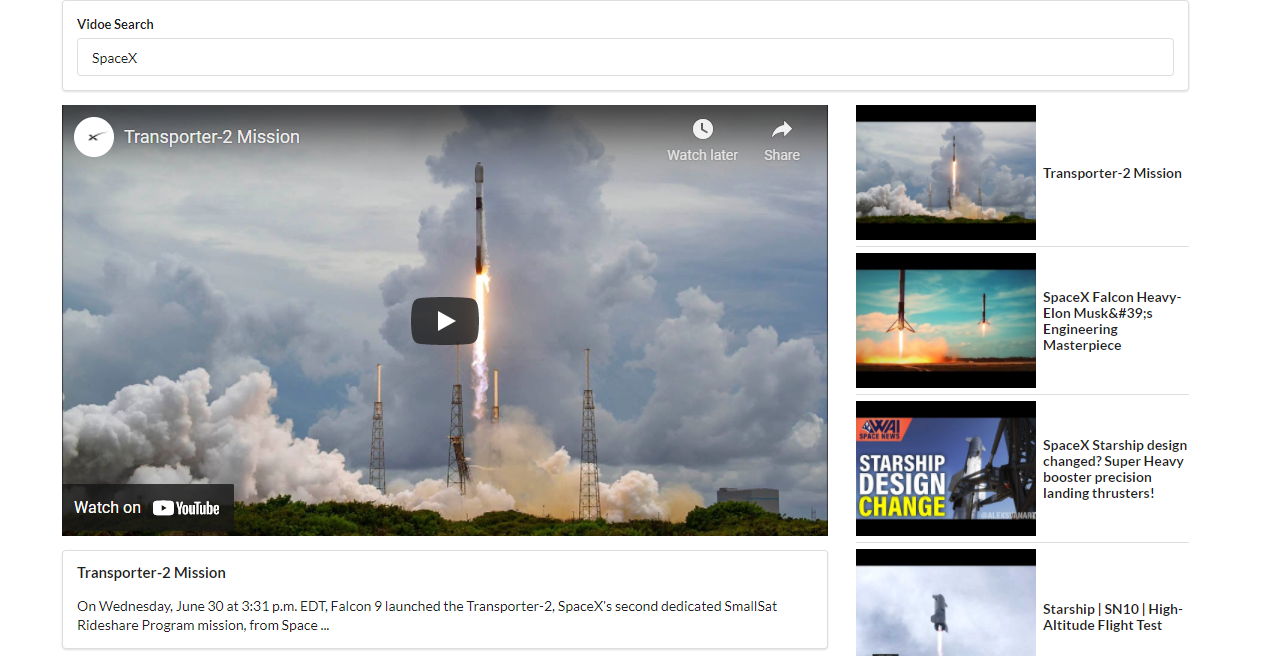 Vidoe Search
SpaceX
Transporter-2 Mission
Watch later
Share
Watch on YouTube
Transporter-2 Mission
On Wednesday, June 30 at 3:31 p.m. EDT, Falcon 9 launched the Transporter-2, SpaceX's second dedicated SmallSat
Rideshare Program mission, from Space ...
Transporter-2 Mission
SpaceX Falcon Heavy-
Elon Musk&#39;s
Engineering
Masterpiece
WAI
SPACE NEWS
STARSHIP
DESIGN
CHANGE
SpaceX Starship design
changed? Super Heavy
booster precision
landing thrusters!
Starship | SN10 | High-
Altitude Flight Test